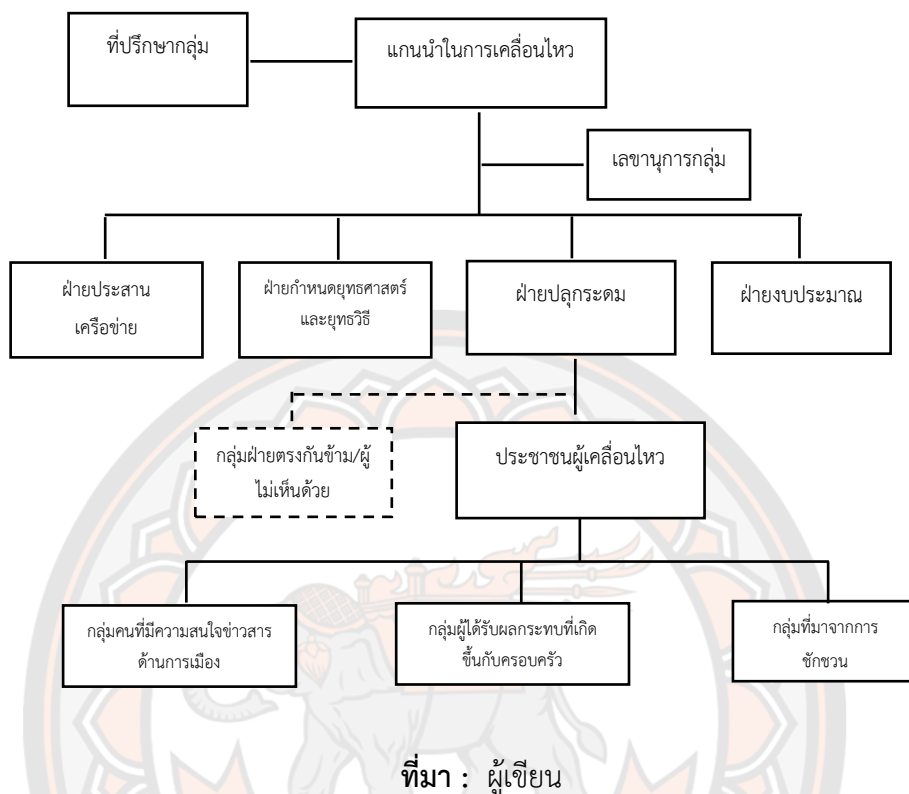 ที่ปรึกษากลุ่ม
แกนนำในการเคลื่อนไหว
เลขานุการกลุ่ม
ฝ่ายประสาน
เครือข่าย
ฝ่ายกำหนดยุทธศาสตร์
และยุทธวิธี
ฝ่ายปลุกระดม
ฝ่ายงบประมาณ
กลุ่มฝ่ายตรงกันข้าม/ผู้
ไม่เห็นด้วย
ประชาชนผู้เคลื่อนไหว
กลุ่มคนที่มีความสนใจข่าวสาร
ด้านการเมือง
กลุ่มผู้ได้รับผลกระทบที่เกิด
ขึ้นกับครอบครัว
กลุ่มที่มาจากการ
ชักชวน
ที่มา : ผู้เขียน